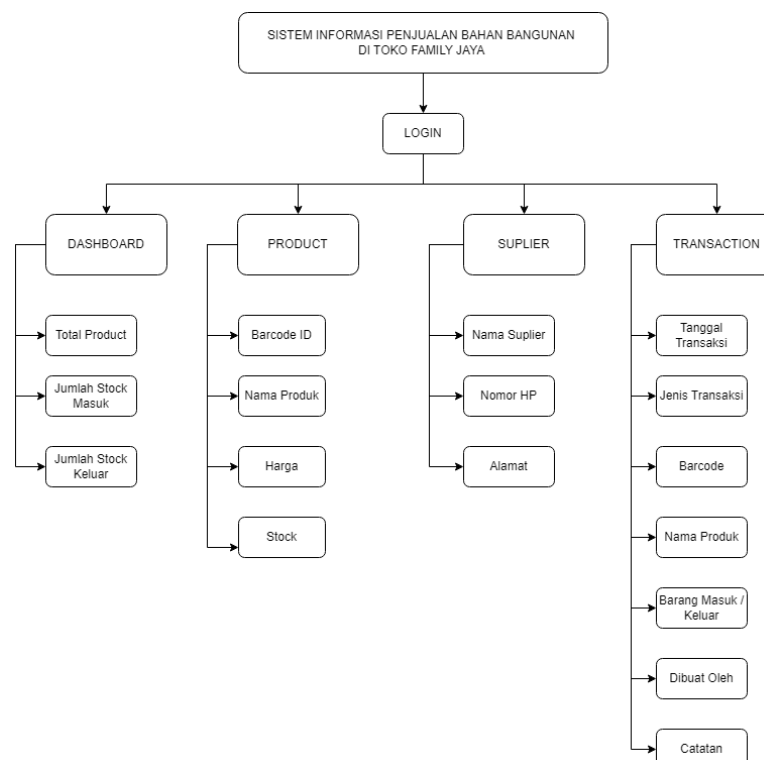 SISTEM INFORMASI PENJUALAN BAHAN BANGUNAN
DI TOKO FAMILY JAYA
LOGIN
DASHBOARD
Total Product
Jumlah Stock
Masuk
Jumlah Stock
Keluar
PRODUCT
Barcode ID
Nama Produk
Harga
Stock
SUPLIER
Nama Suplier
Nomor HP
Alamat
TRANSACTION
Tanggal
Transaksi
Jenis Transaksi
Barcode
Nama Produk
Barang Masuk /
Keluar
Dibuat Oleh
Catatan